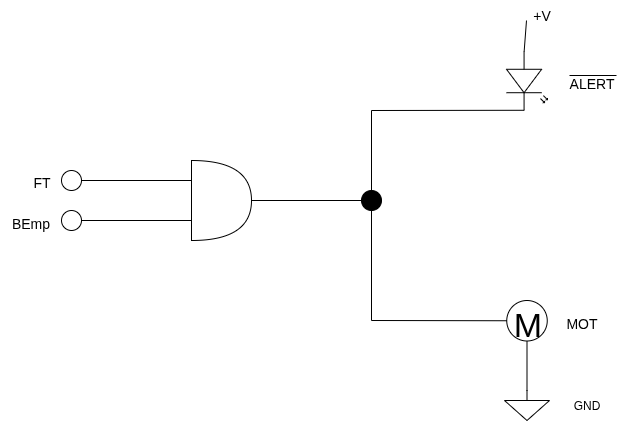 +V
ALERT
FT
BEmp
M
MOT
GND